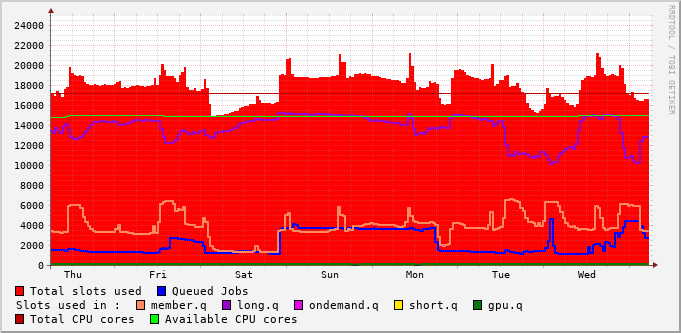 24000
22000
20000
18000
16000
14000
12000
10000
8000
6000
4000
2000
0
Thu Fri Sat Sun Mon Tue Wed
RRDTOOL / TOBI OETIKER
Total slots used Queued Jobs
Slots used in : member.q long.q ondemand.q short.q gpu.q
Total CPU cores Available CPU cores